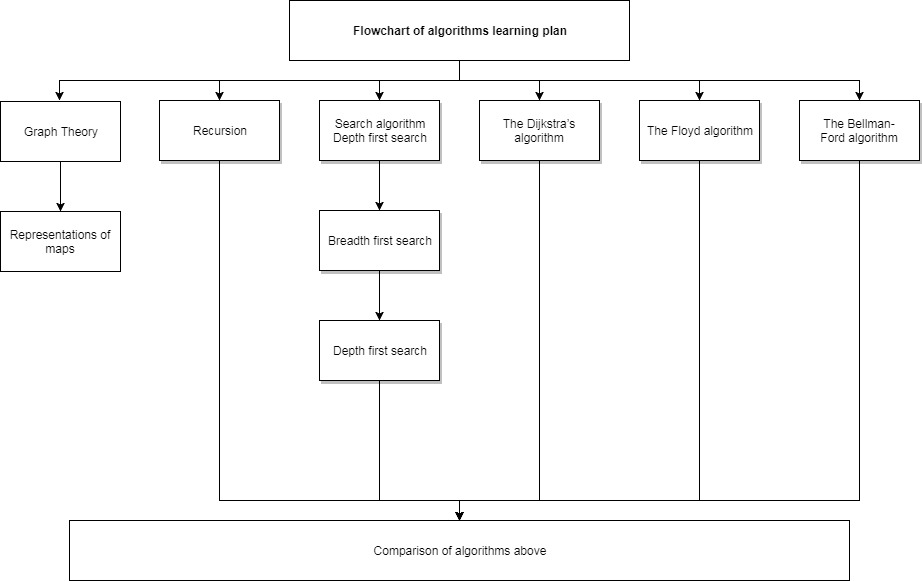 Flowchart of algorithms learning plan
Graph Theory
Recursion
Search algorithm
Depth first search
The Dijkstra's
algorithm
The Floyd algorithm
The Bellman-
Ford algorithm
Representations of
maps
Breadth first search
Depth first search
Comparison of algorithms above